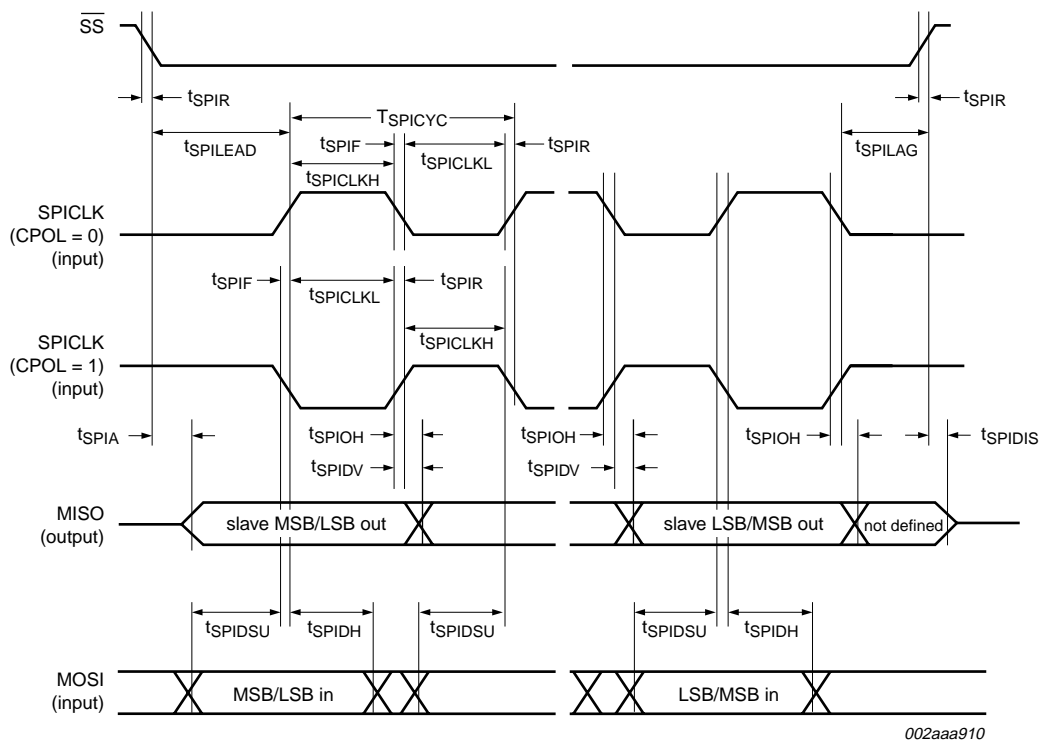 SS
tSPIR
tSPIR
TSPICYC
tSPILEAD
tSPIF
tSPICLKL
tSPIR
tSPILAG
tSPICLKH
SPICLK
(CPOL = 0)
(input)
tSPIF
tSPICLKL
tSPIR
tSPICLKH
SPICLK
(CPOL = 1)
(input)
tSPIA
tSPIOH
tSPIOH
tSPIOH
tSPIDIS
tSPIDV
tSPIDV
MISO
(output)
slave MSB/LSB out
slave LSB/MSB out
not defined
tSPIDSU
tSPIDH
tSPIDSU
tSPIDSU
tSPIDH
MOSI
(input)
MSB/LSB in
LSB/MSB in
002aaa910